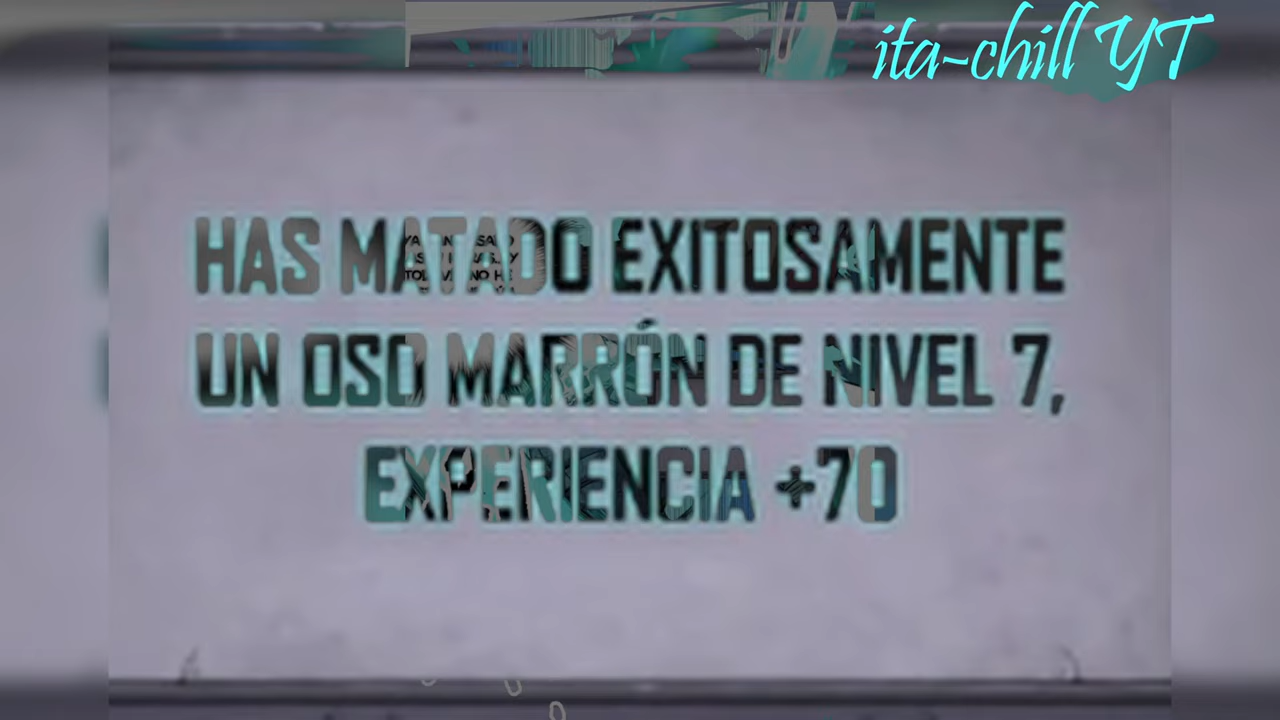 ita-chill YT
HAS MATADO EXITOSAMENTE
UN OSO MARRÓN DE NIVEL 7,
EXPERIENCIA +70